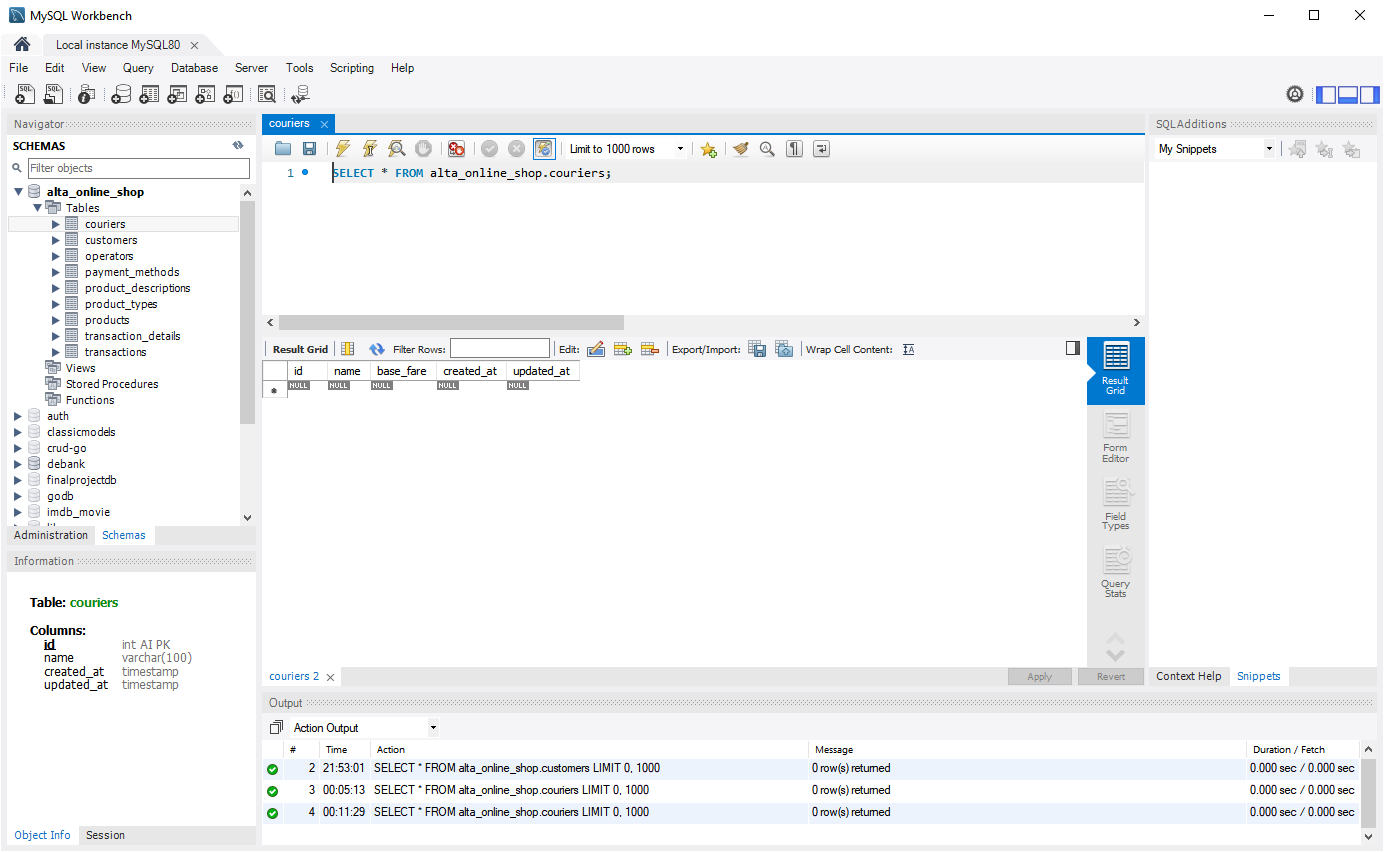 MySQL Workbench
Local instance MySQL80
File Edit View Query Database Server Tools Scripting Help
Navigator
SCHEMAS
Filter objects
alta_online_shop
Tables
couriers
customers
operators
payment_methods
product_descriptions
product_types
products
transaction_details
transactions
Views
Stored Procedures
Functions
auth
classicmodels
crud-go
debank
finalprojectdb
godb
imdb_movie
Administration Schemas
Information
Table: couriers
Columns:
id int AI PK
name varchar(100)
created_at timestamp
updated_at timestamp
Object Info Session
couriers
Limit to 1000 rows
1 SELECT * FROM alta_online_shop.couriers;
Result Grid Filter Rows: Edit: Export/Import: Wrap Cell Content:
id name base_fare created_at updated_at
NULL NULL NULL NULL NULL
Result
Grid
Form
Editor
Field
Types
Query
Stats
couriers 2 Apply Revert
SQLAdditions
My Snippets
Context Help Snippets
Output
Action Output
# Time Action Message Duration / Fetch
2 21:53:01 SELECT * FROM alta_online_shop.customers LIMIT 0, 1000 0 row(s) returned 0.000 sec / 0.000 sec
3 00:05:13 SELECT * FROM alta_online_shop.couriers LIMIT 0, 1000 0 row(s) returned 0.000 sec / 0.000 sec
4 00:11:29 SELECT * FROM alta_online_shop.couriers LIMIT 0, 1000 0 row(s) returned 0.000 sec / 0.000 sec